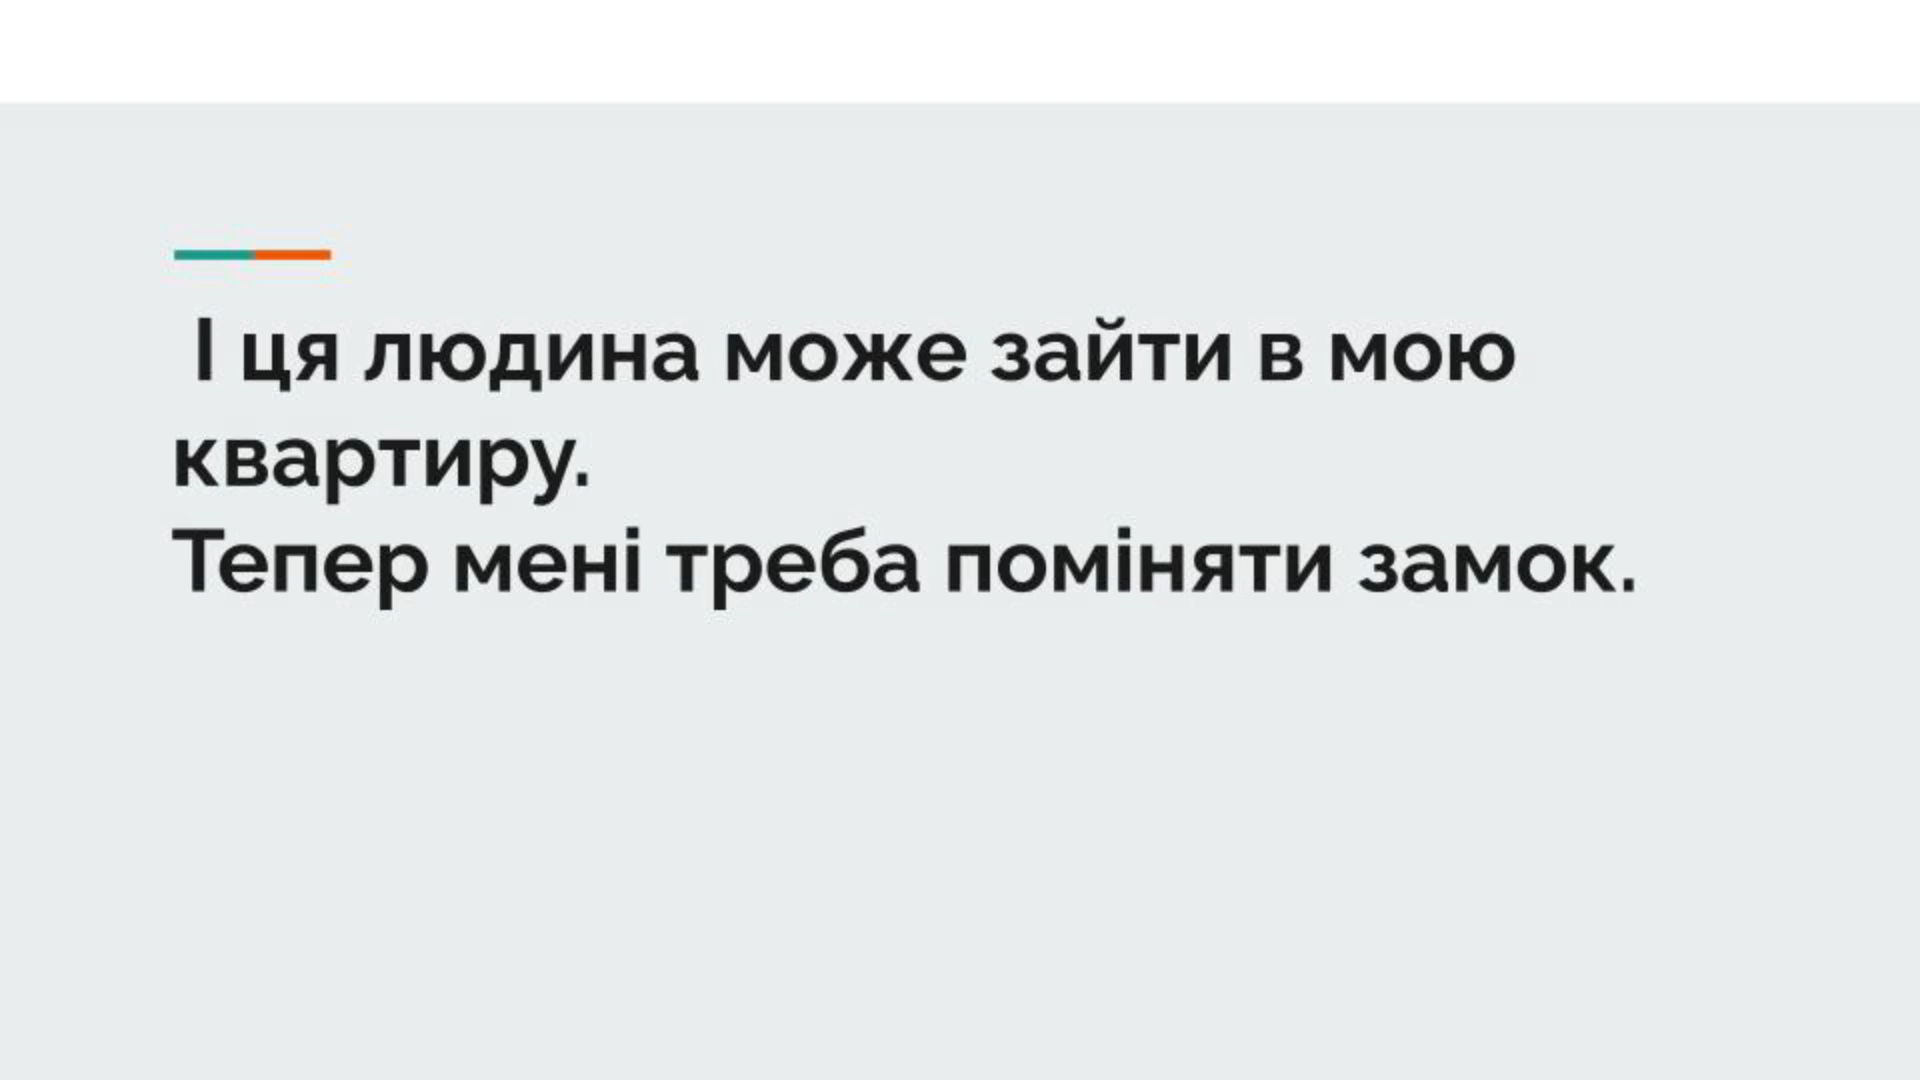 І ця людина може зайти в мою
квартиру.
Тепер мені треба поміняти замок.